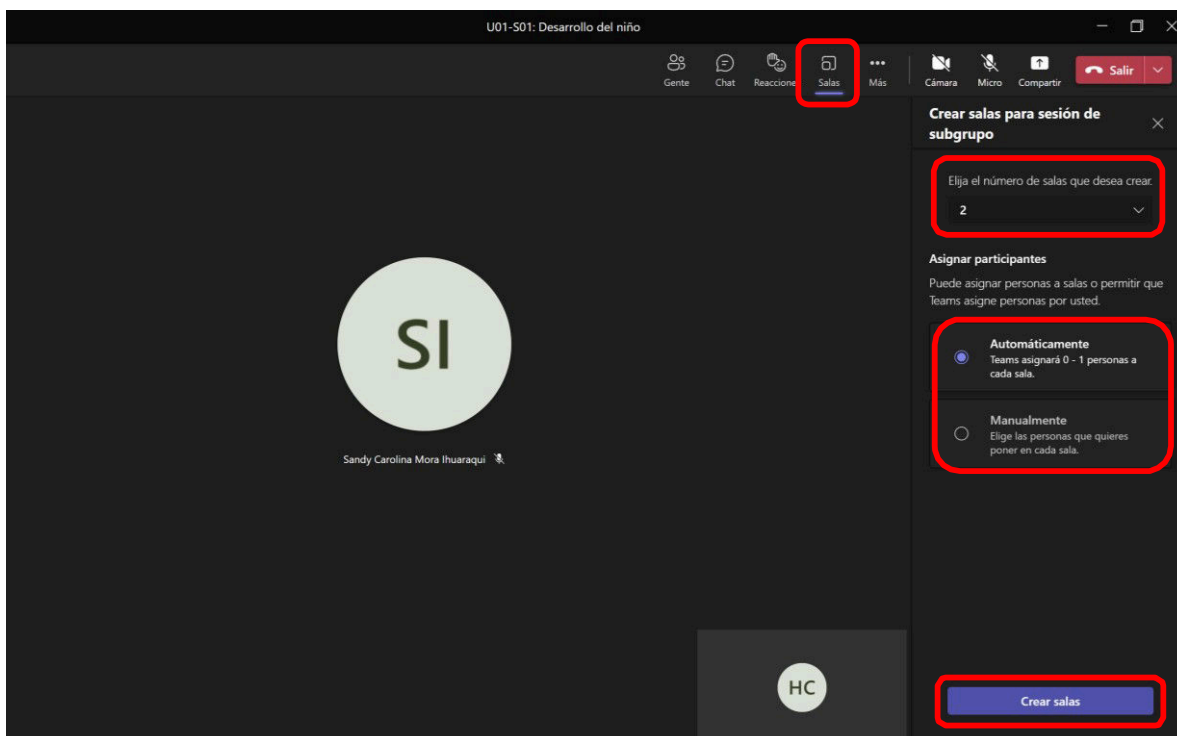 U01-S01: Desarrollo del niño
Gente
Chat
Reaccione
Salas
Más
Cámara
Micro
Compartir
Salir
Crear salas para sesión de
subgrupo
Elija el número de salas que desea crear.
2
Asignar participantes
Puede asignar personas a salas o permitir que
Teams asigne personas por usted.
Automáticamente
Teams asignará 0 - 1 personas a
cada sala.
Manualmente
Elige las personas que quieres
poner en cada sala.
SI
Sandy Carolina Mora Ihuaraqui
HC
Crear salas